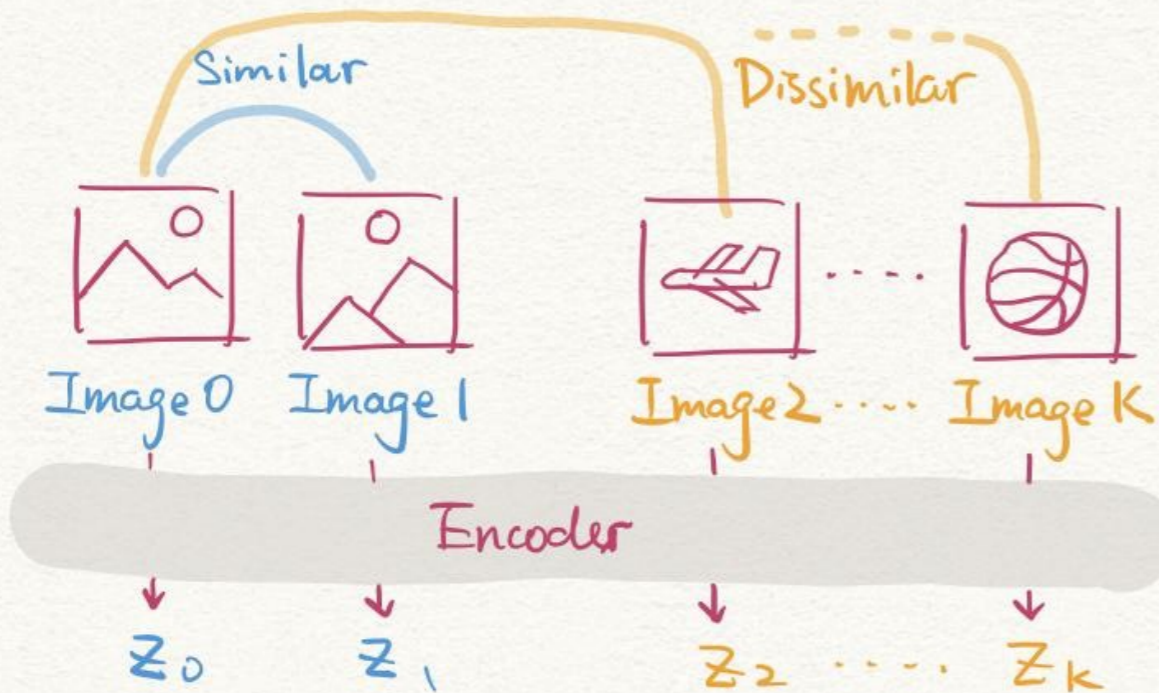 Similar
Dissimilar
Image 0 Image 1 Image 2 ····· Image K
Encoder
Z₀ Z₁ Z₂ ····· Zₖ